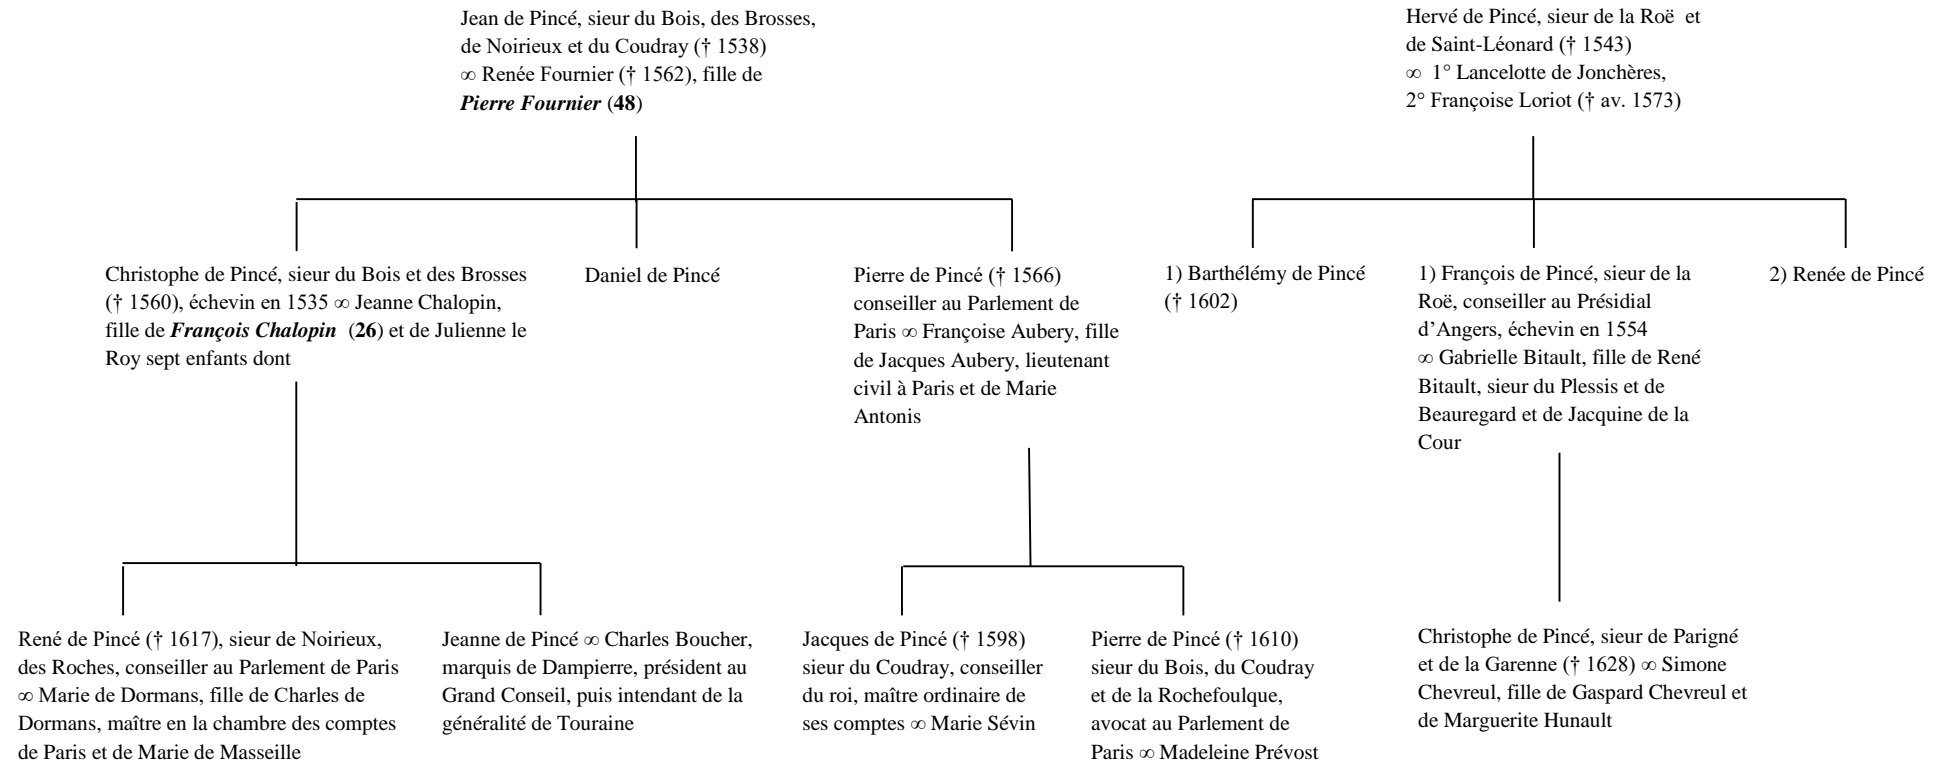 Jean de Pincé, sieur du Bois, des Brosses,
de Noirieux et du Coudray († 1538)
∞ Renée Fournier († 1562), fille de
Pierre Fournier (48)
Hervé de Pincé, sieur de la Roë et
de Saint-Léonard († 1543)
∞ 1° Lancelotte de Jonchères,
2° Françoise Loriot († av. 1573)
Christophe de Pincé, sieur du Bois et des Brosses
(† 1560), échevin en 1535 ∞ Jeanne Chalopin,
fille de François Chalopin (26) et de Julienne le
Roy sept enfants dont
Daniel de Pincé
Pierre de Pincé († 1566)
conseiller au Parlement de
Paris ∞ Françoise Aubery, fille
de Jacques Aubery, lieutenant
civil à Paris et de Marie
Antonis
1) Barthélémy de Pincé
(† 1602)
1) François de Pincé, sieur de la
Roë, conseiller au Présidial
d’Angers, échevin en 1554
∞ Gabrielle Bitault, fille de René
Bitault, sieur du Plessis et de
Beauregard et de Jacquine de la
Cour
2) Renée de Pincé
René de Pincé († 1617), sieur de Noirieux,
des Roches, conseiller au Parlement de Paris
∞ Marie de Dormans, fille de Charles de
Dormans, maître en la chambre des comptes
de Paris et de Marie de Masseille
Jeanne de Pincé ∞ Charles Boucher,
marquis de Dampierre, président au
Grand Conseil, puis intendant de la
généralité de Touraine
Jacques de Pincé († 1598)
sieur du Coudray, conseiller
du roi, maître ordinaire de
ses comptes ∞ Marie Sévin
Pierre de Pincé († 1610)
sieur du Bois, du Coudray
et de la Rochefoulque,
avocat au Parlement de
Paris ∞ Madeleine Prévost
Christophe de Pincé, sieur de Parigné
et de la Garenne († 1628) ∞ Simone
Chevreul, fille de Gaspard Chevreul et
de Marguerite Hunault